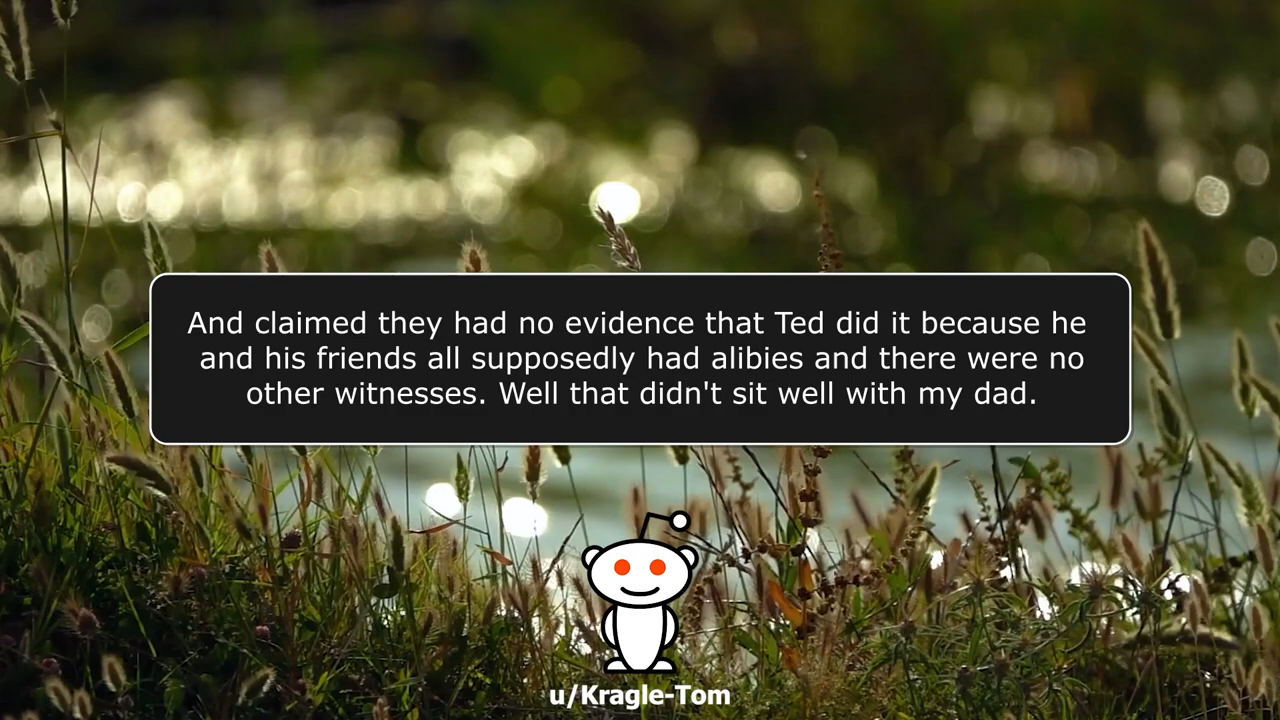 And claimed they had no evidence that Ted did it because he
and his friends all supposedly had alibies and there were no
other witnesses. Well that didn't sit well with my dad.
u/Kragle-Tom